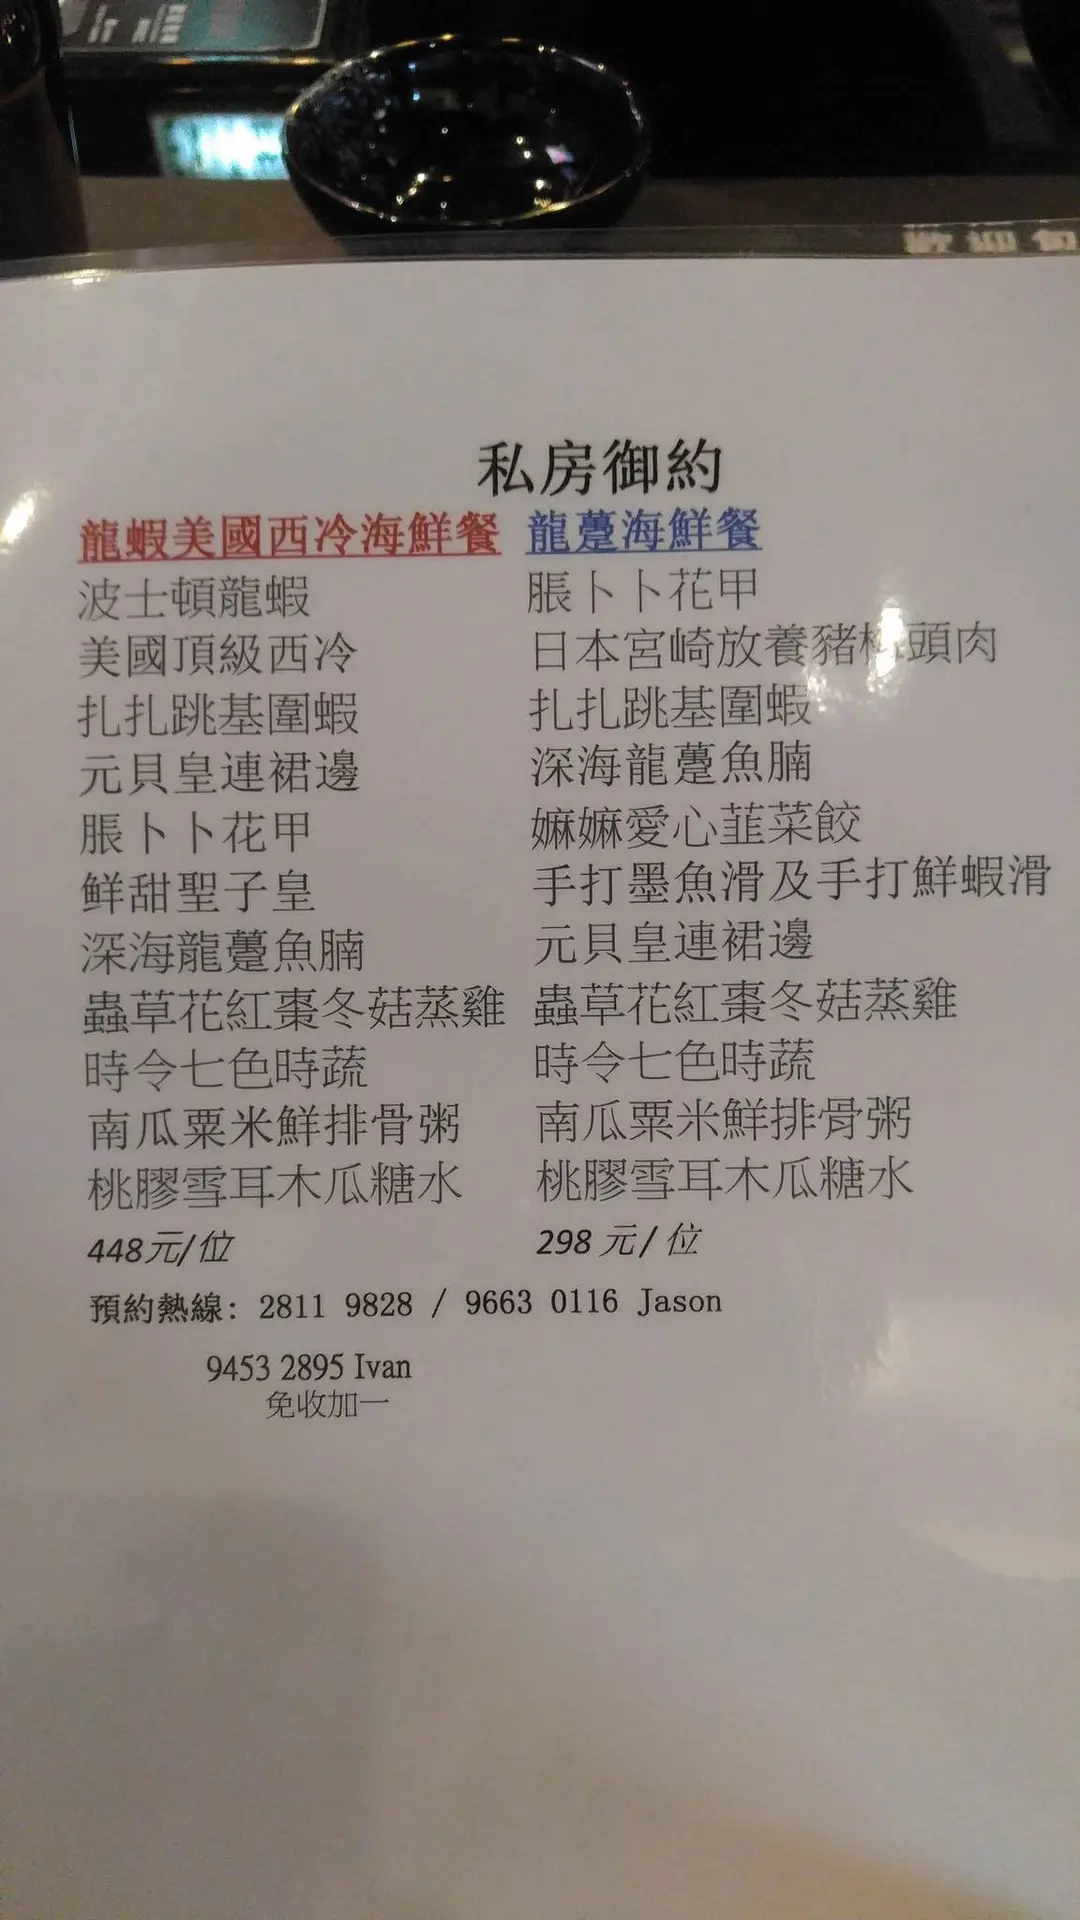 私房御約
龍蝦美國西冷海鮮餐
波士頓龍蝦
美國頂級西冷
扎扎跳基圍蝦
元貝皇連裙邊
脹卜卜花甲
鮮甜聖子皇
深海龍躉魚腩
蟲草花紅棗冬菇蒸雞
時令七色時蔬
南瓜粟米鮮排骨粥
桃膠雪耳木瓜糖水
448元/位
龍躉海鮮餐
脹卜卜花甲
日本宮崎放養豬頭肉
扎扎跳基圍蝦
深海龍躉魚腩
嫲嫲愛心韮菜餃
手打墨魚滑及手打鮮蝦滑
元貝皇連裙邊
蟲草花紅棗冬菇蒸雞
時令七色時蔬
南瓜粟米鮮排骨粥
桃膠雪耳木瓜糖水
298 元/ 位
預約熱線: 2811 9828 / 9663 0116 Jason
9453 2895 Ivan
免收加一